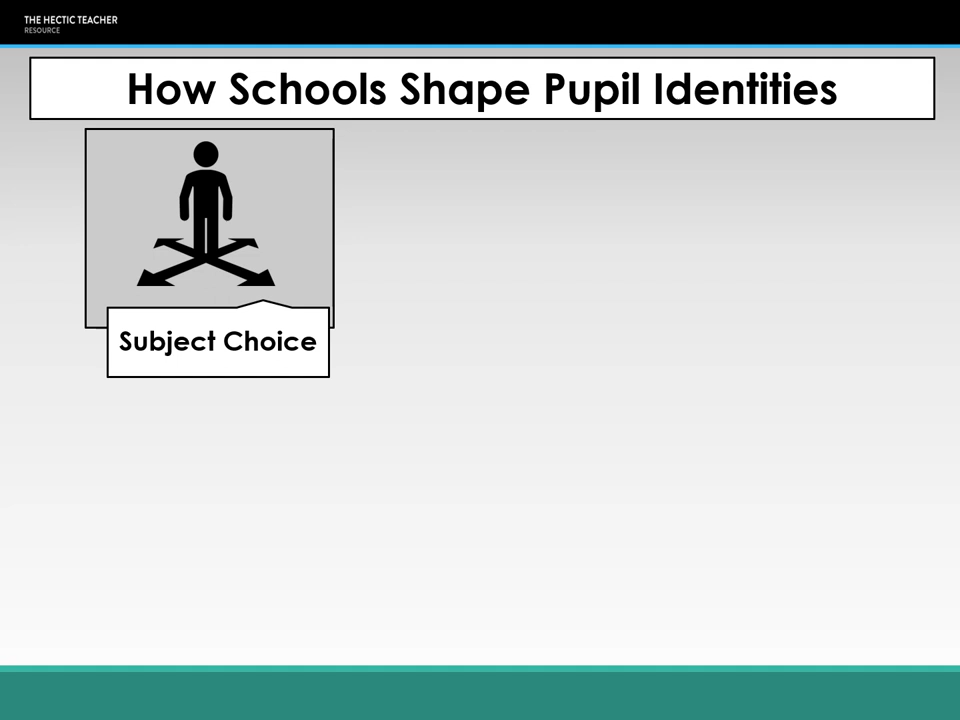 THE HECTIC TEACHER
RESOURCE
How Schools Shape Pupil Identities
Subject Choice